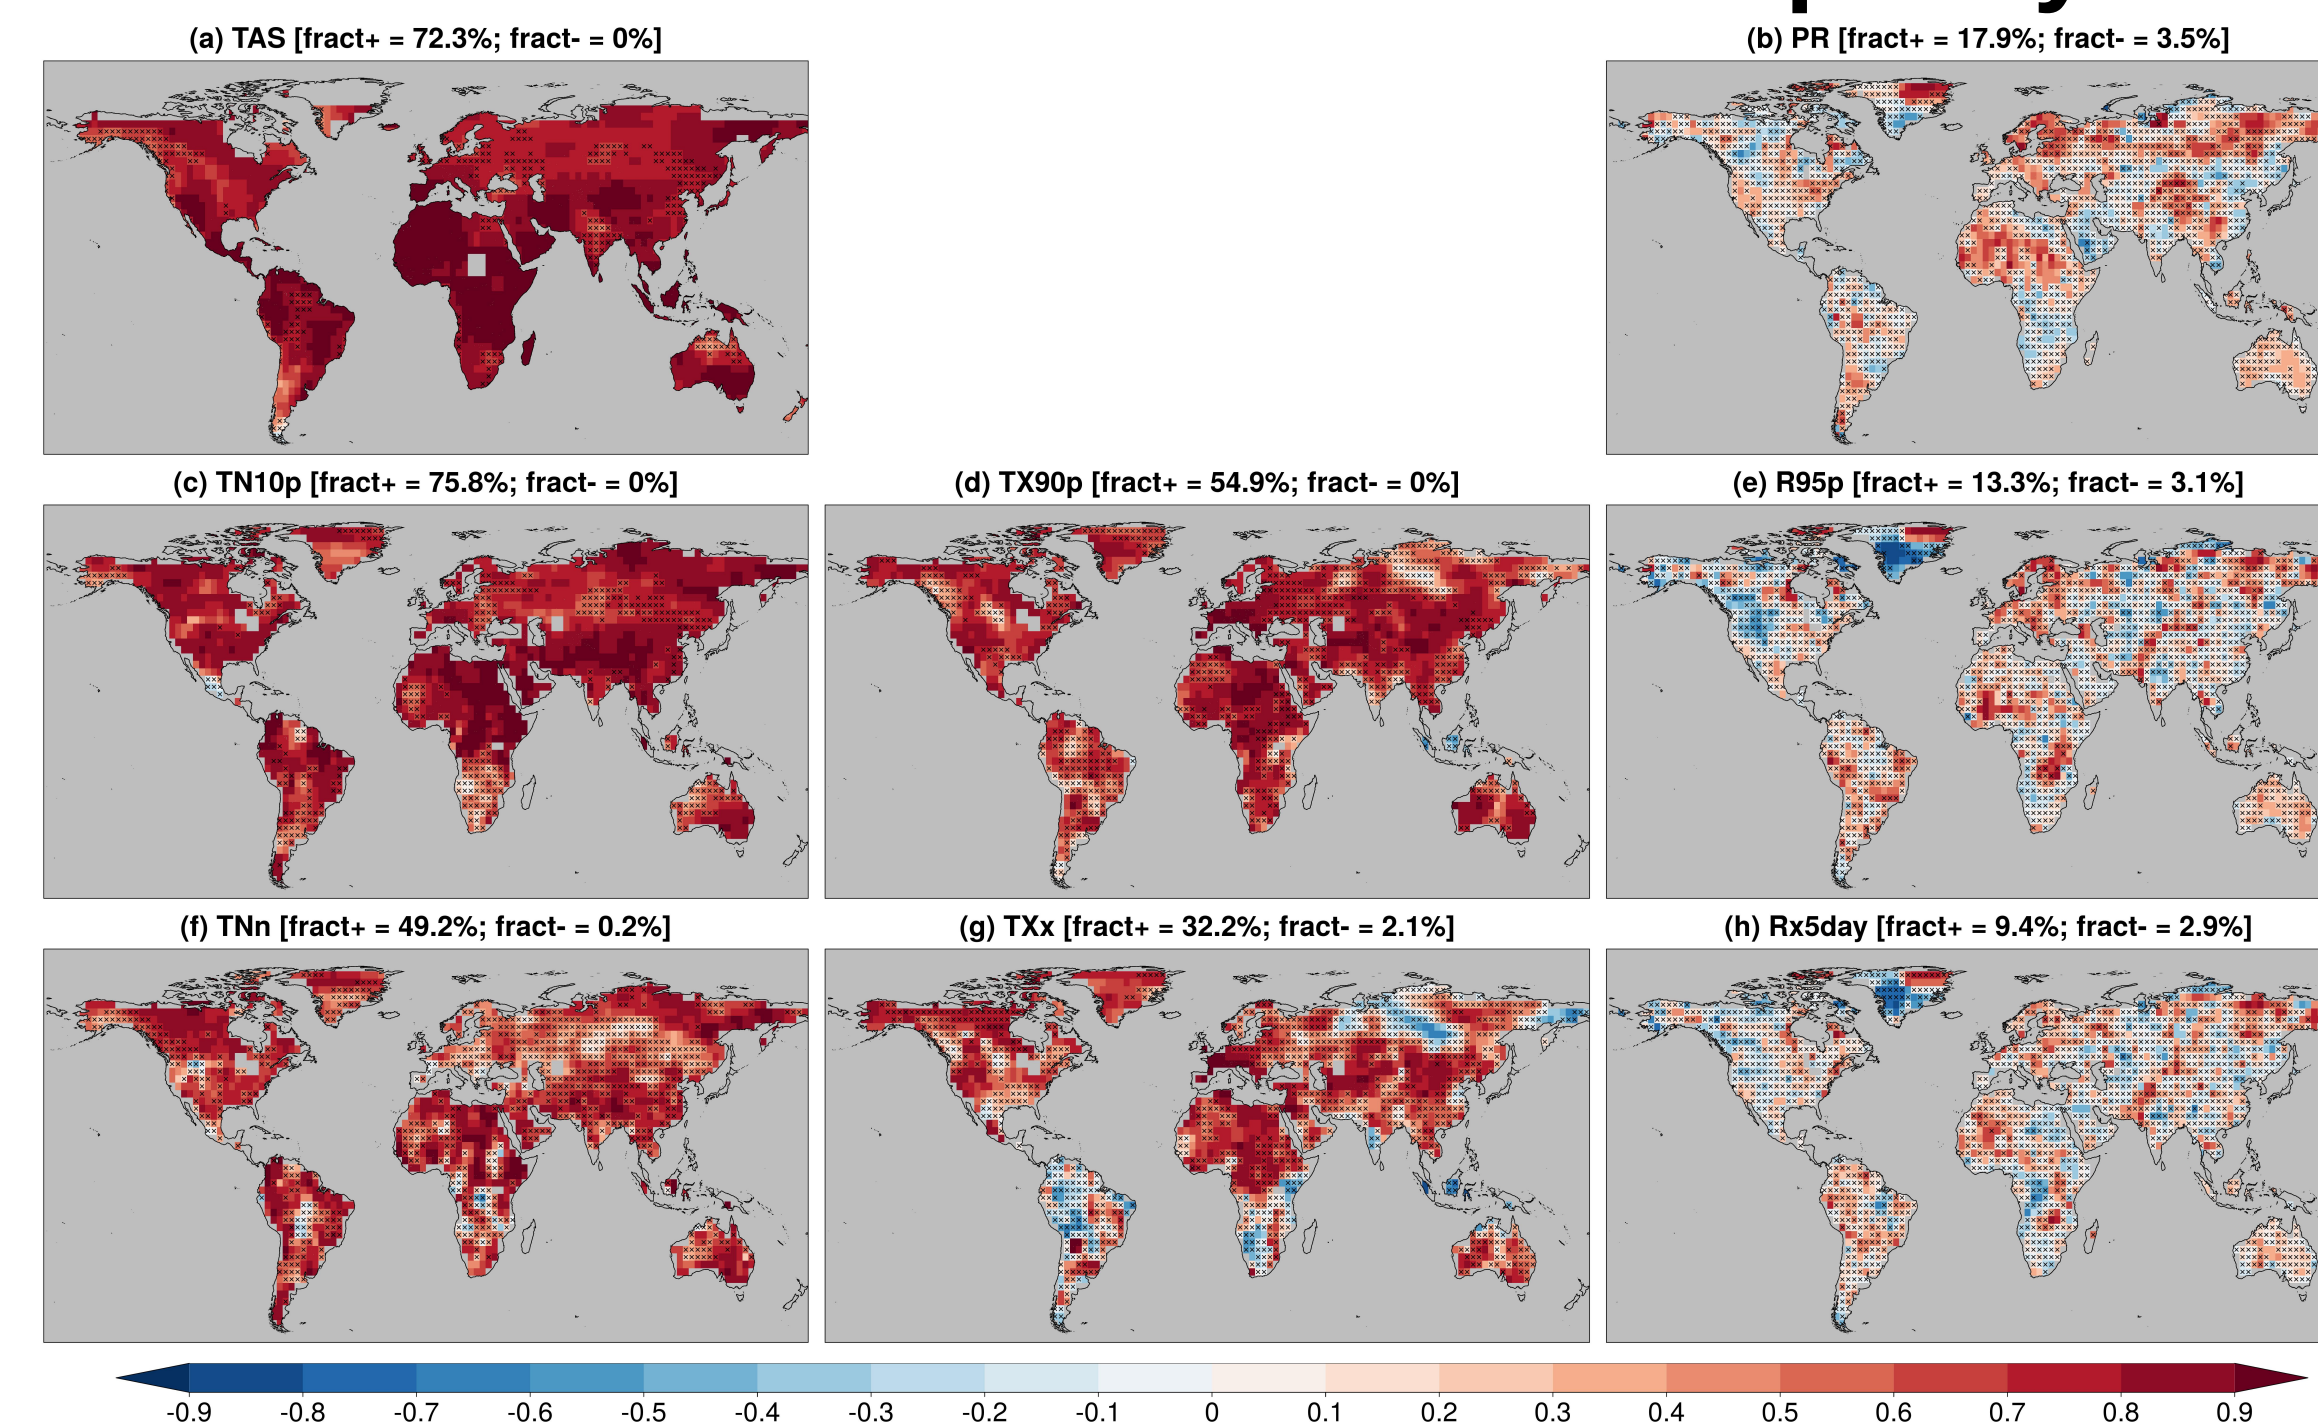 (a) TAS [fract+ = 72.3%; fract- = 0%]
(b) PR [fract+ = 17.9%; fract- = 3.5%]
(c) TN10p [fract+ = 75.8%; fract- = 0%]
(d) TX90p [fract+ = 54.9%; fract- = 0%]
(e) R95p [fract+ = 13.3%; fract- = 3.1%]
(f) TNn [fract+ = 49.2%; fract- = 0.2%]
(g) TXx [fract+ = 32.2%; fract- = 2.1%]
(h) Rx5day [fract+ = 9.4%; fract- = 2.9%]
-0.9 -0.8 -0.7 -0.6 -0.5 -0.4 -0.3 -0.2 -0.1 0 0.1 0.2 0.3 0.4 0.5 0.6 0.7 0.8 0.9